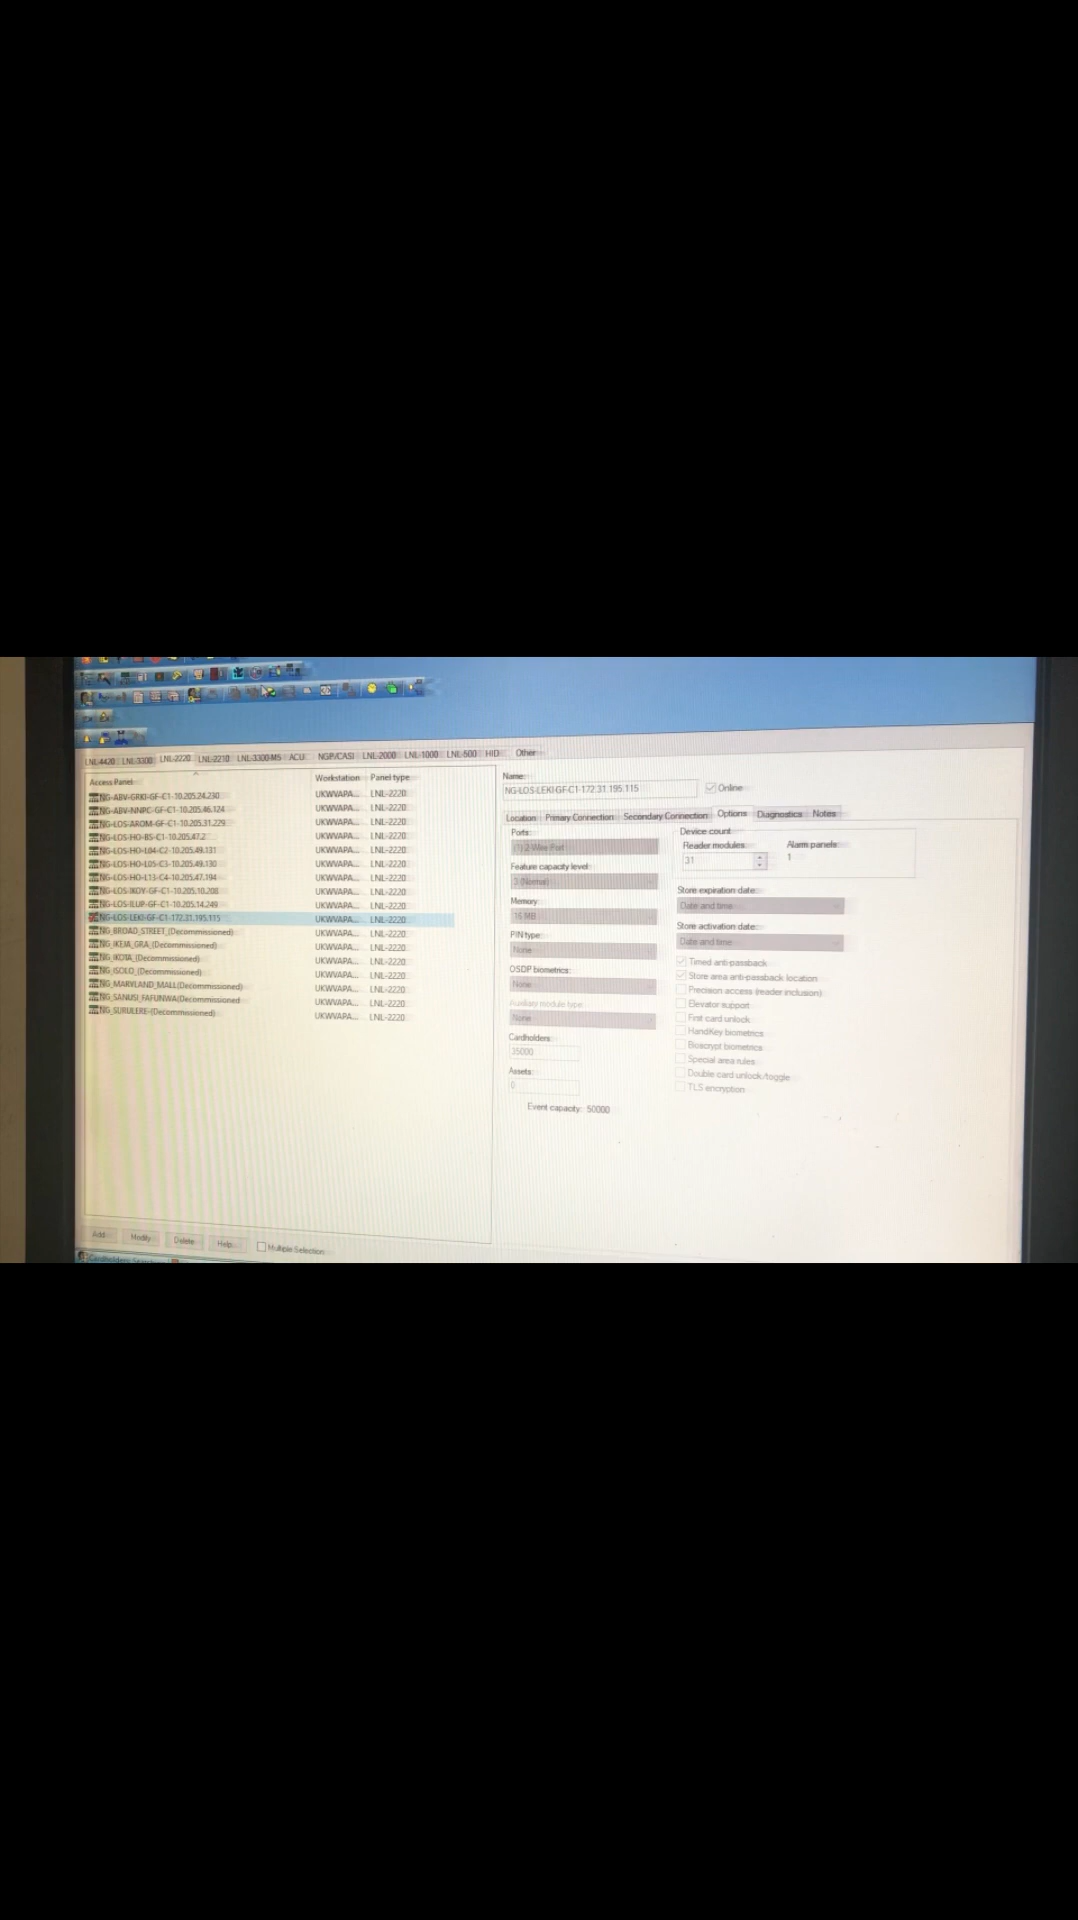 LNL-4420 LNL-3300 LNL-2220 LNL-2210 LNL-3300-M5 ACU NGP/CASI LNL-2000 LNL-1000 LNL-500 HID Other
Access Panel Workstation Panel type
NG-ABV-GRKI-GF-C1-10.205.24.230 UKWVAPA... LNL-2220
NG-ABV-NNPC-GF-C1-10.205.46.124 UKWVAPA... LNL-2220
NG-LOS-AROM-GF-C1-10.205.31.229 UKWVAPA... LNL-2220
NG-LOS-HO-BS-C1-10.205.47.2 UKWVAPA... LNL-2220
NG-LOS-HO-L04-C2-10.205.49.131 UKWVAPA... LNL-2220
NG-LOS-HO-L05-C3-10.205.49.130 UKWVAPA... LNL-2220
NG-LOS-HO-L13-C4-10.205.47.194 UKWVAPA... LNL-2220
NG-LOS-IKOY-GF-C1-10.205.10.208 UKWVAPA... LNL-2220
NG-LOS-ILUP-GF-C1-10.205.14.249 UKWVAPA... LNL-2220
NG-LOS-LEKI-GF-C1-172.31.195.115 UKWVAPA... LNL-2220
NG_BROAD_STREET_(Decommissioned) UKWVAPA... LNL-2220
NG_IKEJA_GRA_(Decommissioned) UKWVAPA... LNL-2220
NG_IKOTA_(Decommissioned) UKWVAPA... LNL-2220
NG_ISOLO_(Decommissioned) UKWVAPA... LNL-2220
NG_MARYLAND_MALL(Decommissioned) UKWVAPA... LNL-2220
NG_SANUSI_FAFUNWA(Decommissioned UKWVAPA... LNL-2220
NG_SURULERE-(Decommissioned) UKWVAPA... LNL-2220
Add Modify Delete Help Multiple Selection
Name:
NG-LOS-LEKI-GF-C1-172.31.195.115 Online
Location Primary Connection Secondary Connection Options Diagnostics Notes
Ports:
(1) 2-Wire Port
Feature capacity level:
3 (Normal)
Memory:
16 MB
PIN type:
None
OSDP biometrics:
None
Auxiliary module type:
None
Cardholders:
35000
Assets:
0
Event capacity: 50000
Device count
Reader modules: Alarm panels:
31 1
Store expiration date:
Date and time
Store activation date:
Date and time
Timed anti-passback
Store area anti-passback location
Precision access (reader inclusion)
Elevator support
First card unlock
HandKey biometrics
Bioscrypt biometrics
Special area rules
Double card unlock/toggle
TLS encryption